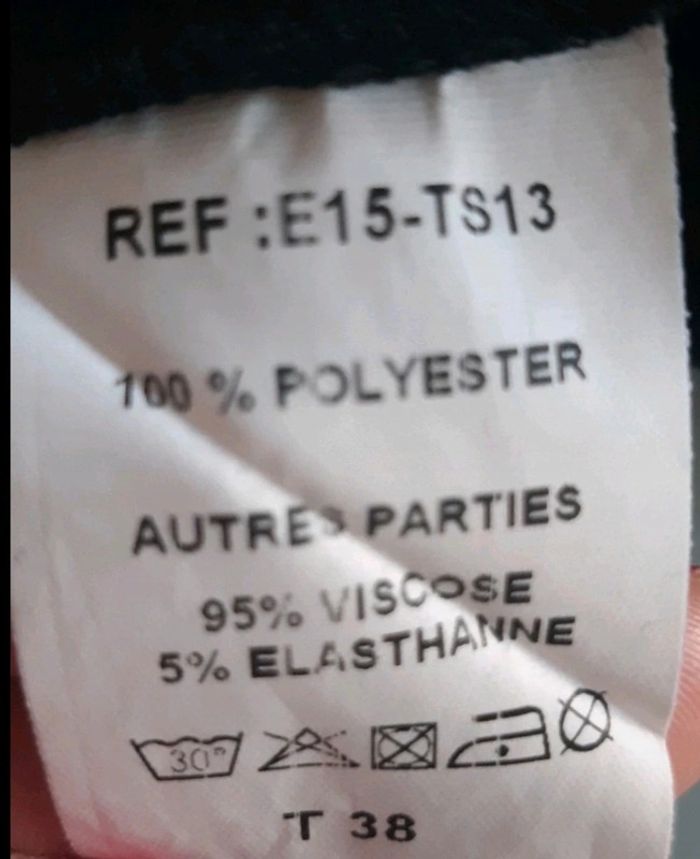 REF :E15-TS13
100 % POLYESTER
AUTRES PARTIES
95% VISCOSE
5% ELASTHANNE
30°
T 38